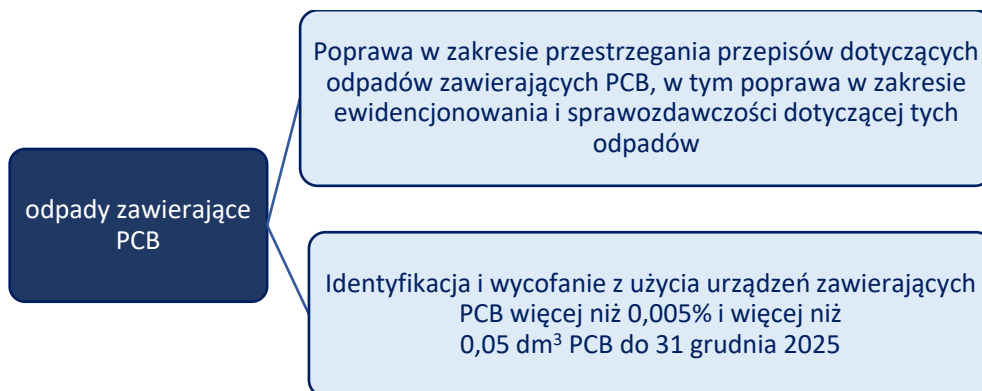 Poprawa w zakresie przestrzegania przepisów dotyczących
odpadów zawierających PCB, w tym poprawa w zakresie
ewidencjonowania i sprawozdawczości dotyczącej tych
odpadów
odpady zawierające
PCB
Identyfikacja i wycofanie z użycia urządzeń zawierających
PCB więcej niż 0,005% i więcej niż
0,05 dm³ PCB do 31 grudnia 2025